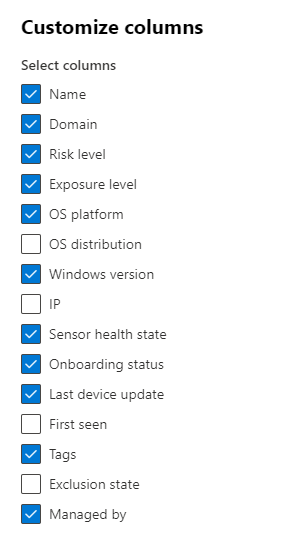 Customize columns
Select columns
Name
Domain
Risk level
Exposure level
OS platform
OS distribution
Windows version
IP
Sensor health state
Onboarding status
Last device update
First seen
Tags
Exclusion state
Managed by